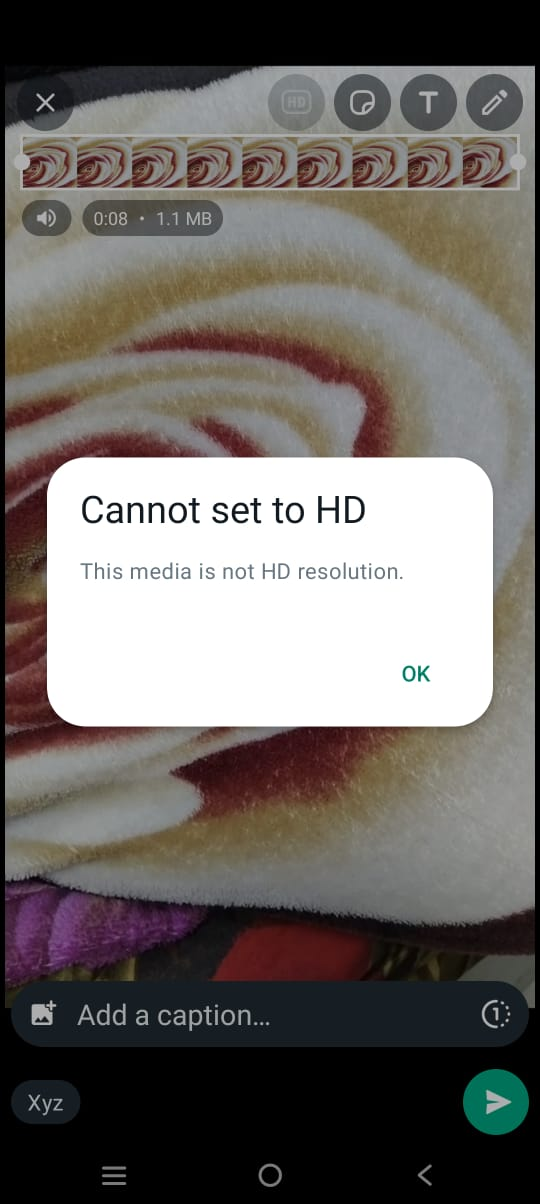 HD
T
0:08 • 1.1 MB
Cannot set to HD
This media is not HD resolution.
OK
Add a caption...
1
Xyz